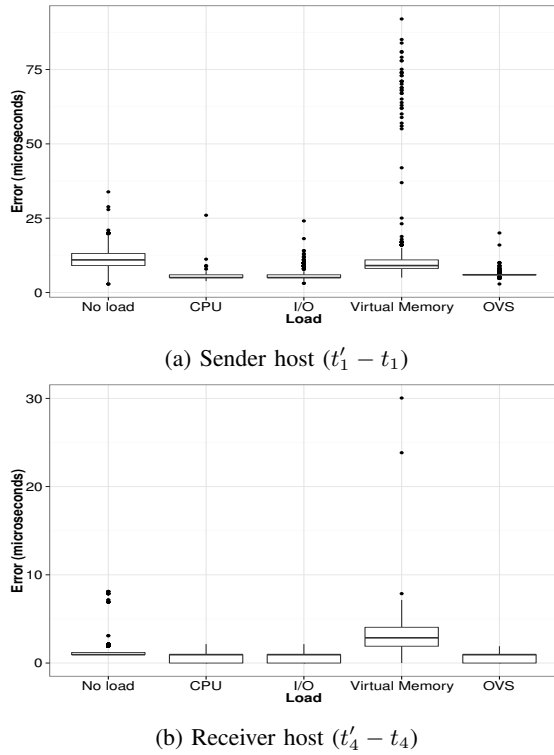 75
50
25
0
Error (microseconds)
No load CPU I/O Virtual Memory OVS
Load
(a) Sender host (t′₁ − t₁)
30
20
10
0
Error (microseconds)
No load CPU I/O Virtual Memory OVS
Load
(b) Receiver host (t′₄ − t₄)